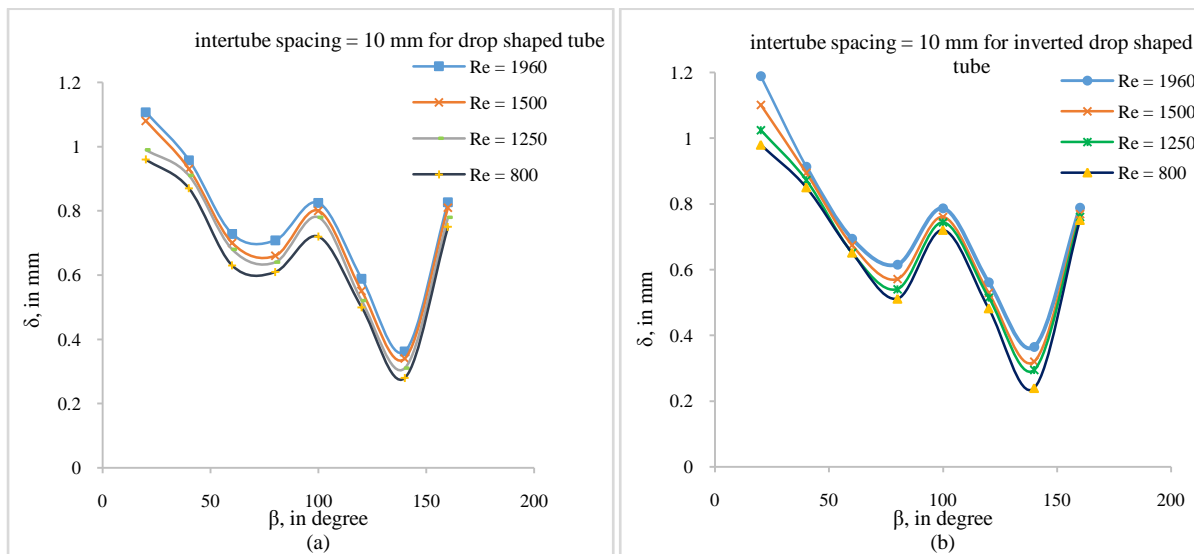 intertube spacing = 10 mm for drop shaped tube
Re = 1960
Re = 1500
Re = 1250
Re = 800
1.2
1
0.8
0.6
0.4
0.2
0
δ, in mm
0
50
100
150
200
β, in degree
(a)
intertube spacing = 10 mm for inverted drop shaped
tube
Re = 1960
Re = 1500
Re = 1250
Re = 800
1.2
1
0.8
0.6
0.4
0.2
0
δ, in mm
0
50
100
150
200
β, in degree
(b)